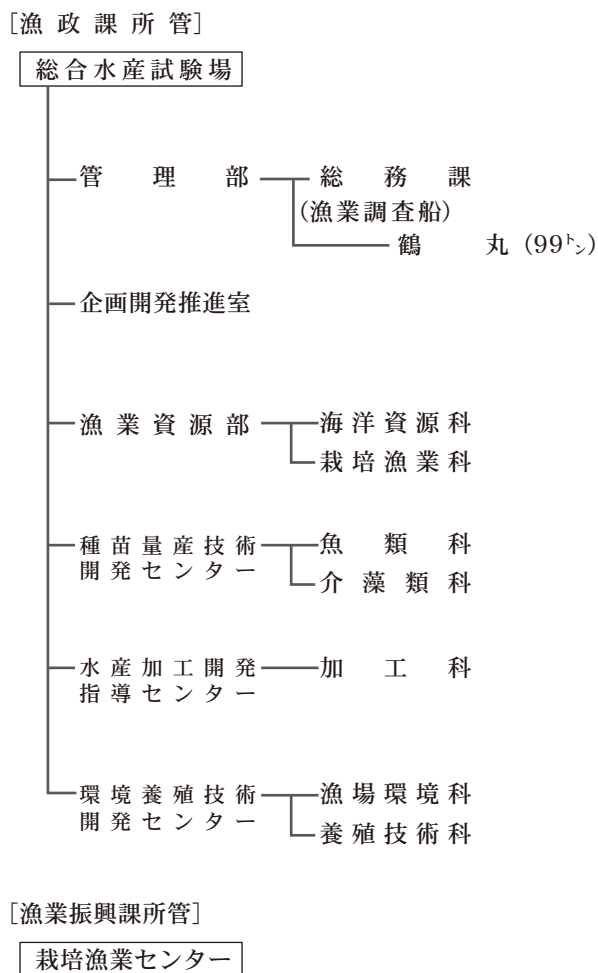 ［漁政課所管］
総合水産試験場
管理部 総務課
（漁業調査船）
鶴丸（99㌧）
企画開発推進室
漁業資源部 海洋資源科
栽培漁業科
種苗量産技術 魚類科
開発センター 介藻類科
水産加工開発 加工科
指導センター
環境養殖技術 漁場環境科
開発センター 養殖技術科
［漁業振興課所管］
栽培漁業センター